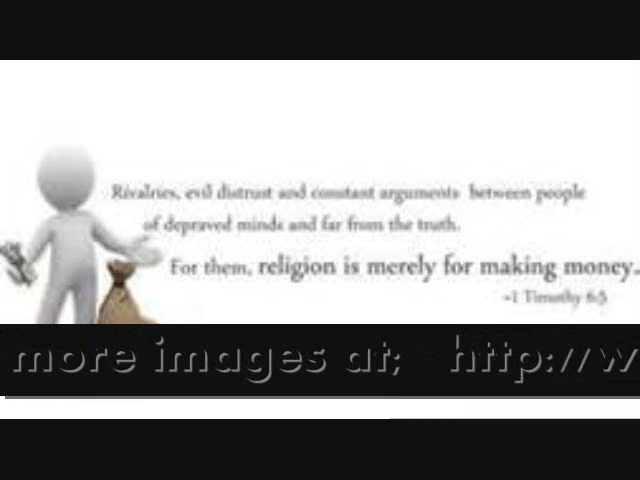 Rivalries, evil distrust and constant arguments between people
of depraved minds and far from the truth.
For them, religion is merely for making money.
~1 Timothy 6:5
more images at; http://w